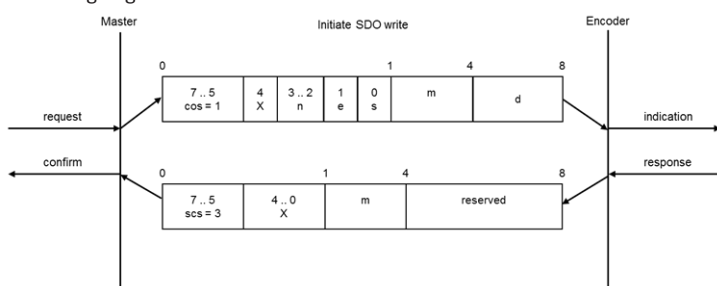 Master Initiate SDO write Encoder
0 1 4 8
7 .. 5 4 3 .. 2 1 0 m d
cos = 1 X n e s
request indication
confirm response
0 1 4 8
7 .. 5 4 .. 0 m reserved
scs = 3 X